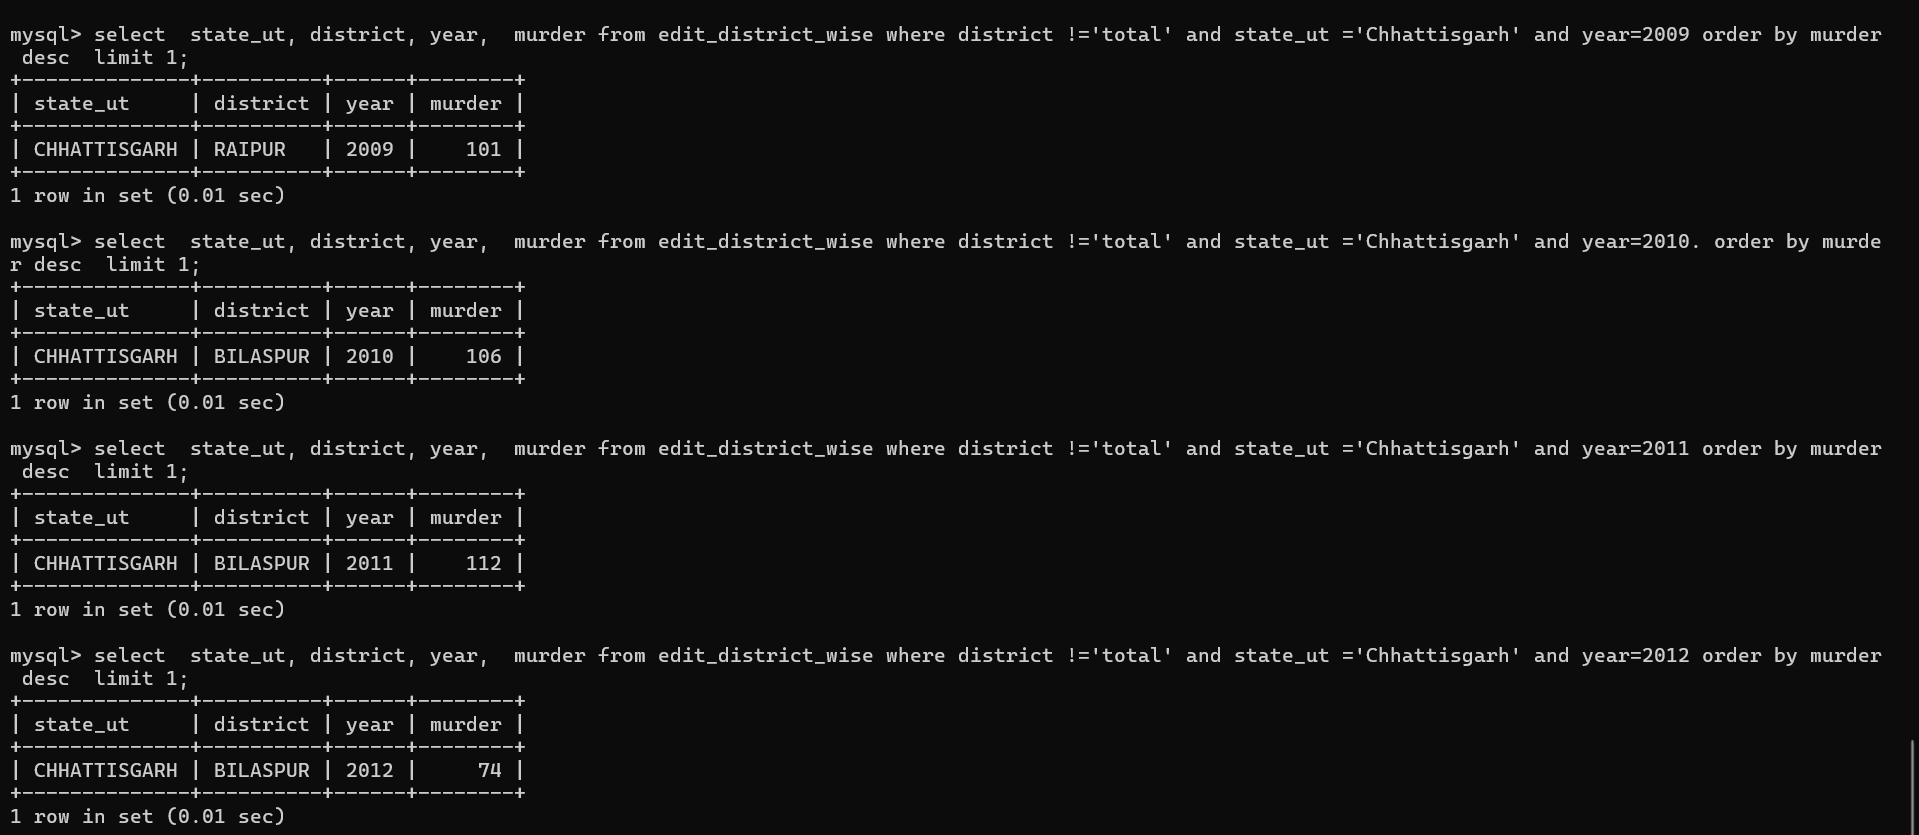 mysql> select  state_ut, district, year,  murder from edit_district_wise where district !='total' and state_ut ='Chhattisgarh' and year=2009 order by murder
 desc  limit 1;
+--------------+----------+------+--------+
| state_ut     | district | year | murder |
+--------------+----------+------+--------+
| CHHATTISGARH | RAIPUR   | 2009 |    101 |
+--------------+----------+------+--------+
1 row in set (0.01 sec)

mysql> select  state_ut, district, year,  murder from edit_district_wise where district !='total' and state_ut ='Chhattisgarh' and year=2010. order by murde
r desc  limit 1;
+--------------+----------+------+--------+
| state_ut     | district | year | murder |
+--------------+----------+------+--------+
| CHHATTISGARH | BILASPUR | 2010 |    106 |
+--------------+----------+------+--------+
1 row in set (0.01 sec)

mysql> select  state_ut, district, year,  murder from edit_district_wise where district !='total' and state_ut ='Chhattisgarh' and year=2011 order by murder
 desc  limit 1;
+--------------+----------+------+--------+
| state_ut     | district | year | murder |
+--------------+----------+------+--------+
| CHHATTISGARH | BILASPUR | 2011 |    112 |
+--------------+----------+------+--------+
1 row in set (0.01 sec)

mysql> select  state_ut, district, year,  murder from edit_district_wise where district !='total' and state_ut ='Chhattisgarh' and year=2012 order by murder
 desc  limit 1;
+--------------+----------+------+--------+
| state_ut     | district | year | murder |
+--------------+----------+------+--------+
| CHHATTISGARH | BILASPUR | 2012 |     74 |
+--------------+----------+------+--------+
1 row in set (0.01 sec)